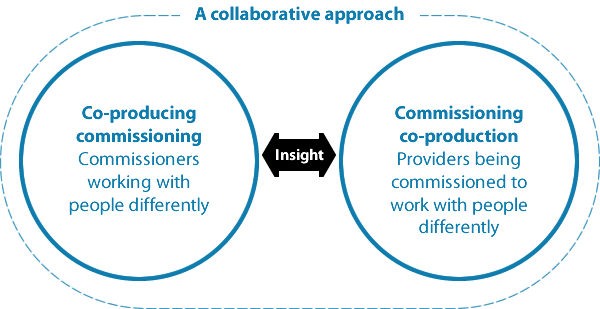 A collaborative approach
Co-producing
commissioning
Commissioners
working with
people differently
Insight
Commissioning
co-production
Providers being
commissioned to
work with people
differently